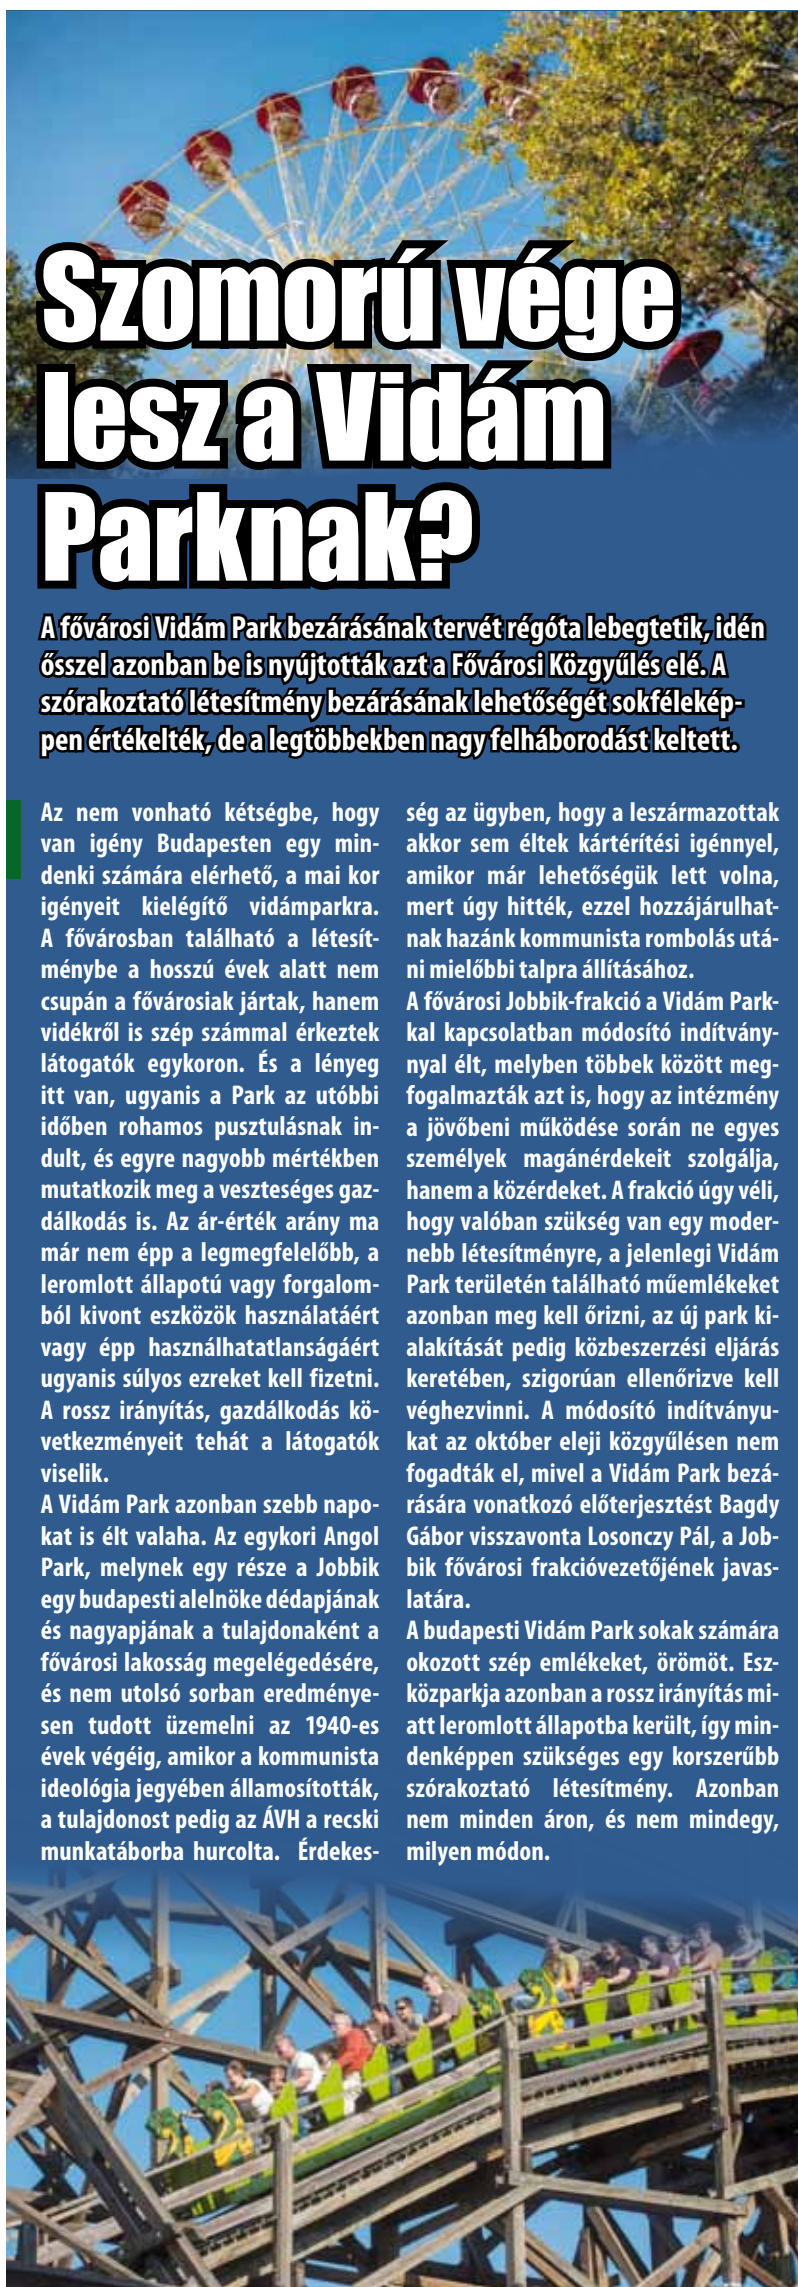 Szomorú vége
lesz a Vidám
Parknak?
A fővárosi Vidám Park bezárásának tervét régóta lebegtetik, idén
ősszel azonban be is nyújtották azt a Fővárosi Közgyűlés elé. A
szórakoztató létesítmény bezárásának lehetőségét sokfélekép-
pen értékelték, de a legtöbbekben nagy felháborodást keltett.
Az nem vonható kétségbe, hogy
van igény Budapesten egy min-
denki számára elérhető, a mai kor
igényeit kielégítő vidámparkra.
A fővárosban található a létesít-
ménybe a hosszú évek alatt nem
csupán a fővárosiak jártak, hanem
vidékről is szép számmal érkeztek
látogatók egykoron. És a lényeg
itt van, ugyanis a Park az utóbbi
időben rohamos pusztulásnak in-
dult, és egyre nagyobb mértékben
mutatkozik meg a veszteséges gaz-
dálkodás is. Az ár-érték arány ma
már nem épp a legmegfelelőbb, a
leromlott állapotú vagy forgalom-
ból kivont eszközök használatáért
vagy épp használhatatlanságáért
ugyanis súlyos ezreket kell fizetni.
A rossz irányítás, gazdálkodás kö-
vetkezményeit tehát a látogatók
viselik.
A Vidám Park azonban szebb napo-
kat is élt valaha. Az egykori Angol
Park, melynek egy része a Jobbik
egy budapesti alelnöke dédapjának
és nagyapjának a tulajdonaként a
fővárosi lakosság megelégedésére,
és nem utolsó sorban eredménye-
sen tudott üzemelni az 1940-es
évek végéig, amikor a kommunista
ideológia jegyében államosították,
a tulajdonost pedig az ÁVH a recski
munkatáborba hurcolta. Érdekes-
ség az ügyben, hogy a leszármazottak
akkor sem éltek kártérítési igénnyel,
amikor már lehetőségük lett volna,
mert úgy hitték, ezzel hozzájárulhat-
nak hazánk kommunista rombolás utá-
ni mielőbbi talpra állításához.
A fővárosi Jobbik-frakció a Vidám Park-
kal kapcsolatban módosító indítvány-
nyal élt, melyben többek között meg-
fogalmazták azt is, hogy az intézmény
a jövőbeni működése során ne egyes
személyek magánérdekeit szolgálja,
hanem a közérdeket. A frakció úgy véli,
hogy valóban szükség van egy moder-
nebb létesítményre, a jelenlegi Vidám
Park területén található műemlékeket
azonban meg kell őrizni, az új park ki-
alakítását pedig közbeszerzési eljárás
keretében, szigorúan ellenőrizve kell
véghezvinni. A módosító indítványu-
kat az október eleji közgyűlésen nem
fogadták el, mivel a Vidám Park bezá-
rására vonatkozó előterjesztést Bagdy
Gábor visszavonta Losonczy Pál, a Job-
bik fővárosi frakcióvezetőjének javas-
latára.
A budapesti Vidám Park sokak számára
okozott szép emlékeket, örömöt. Esz-
közparkja azonban a rossz irányítás mi-
att leromlott állapotba került, így min-
denképpen szükséges egy korszerűbb
szórakoztató létesítmény. Azonban
nem minden áron, és nem mindegy,
milyen módon.